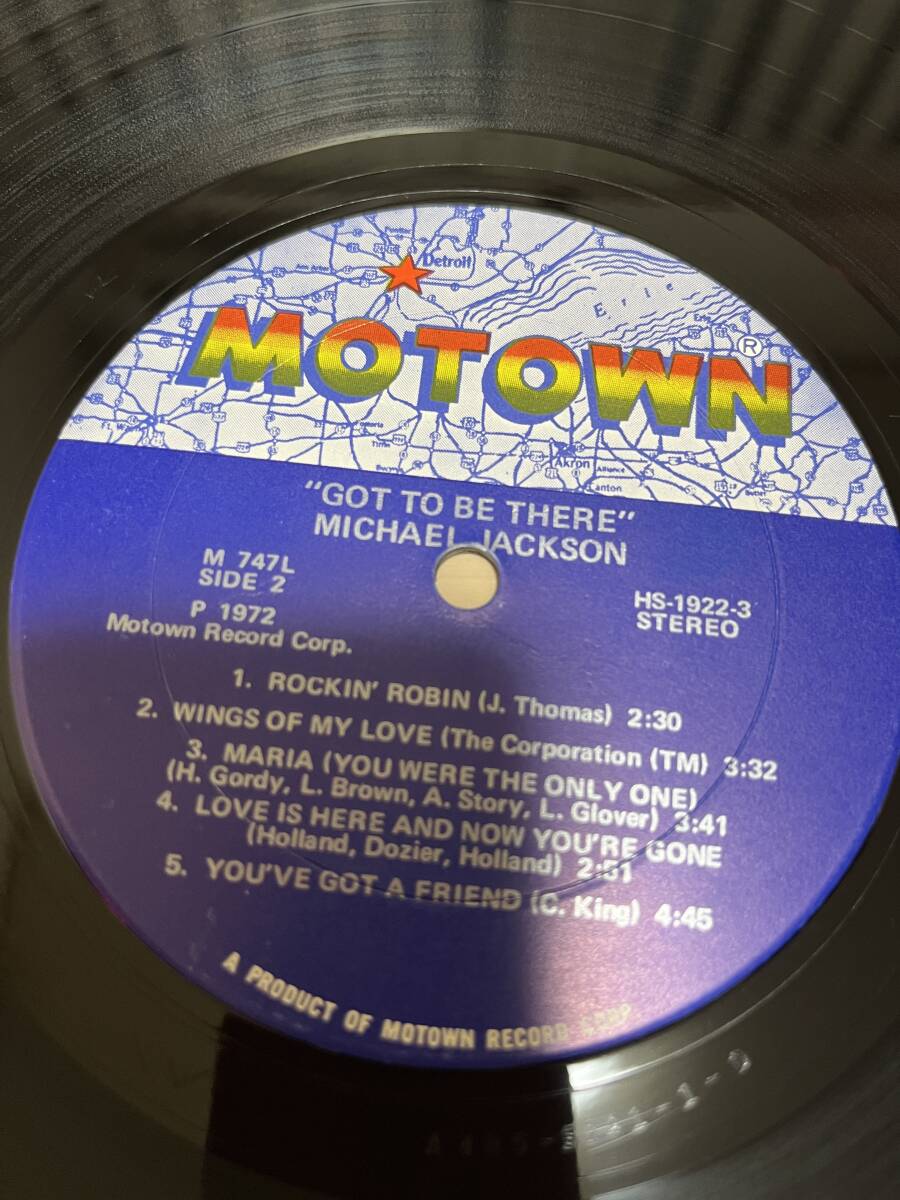 Detroit
Erie
Erie
MOTOWN®
Akron
Alliance
Canton
"GOT TO BE THERE"
MICHAEL JACKSON
M 747L
SIDE 2
HS-1922-3
STEREO
P 1972
Motown Record Corp.
1. ROCKIN' ROBIN (J. Thomas) 2:30
2. WINGS OF MY LOVE (The Corporation (TM) 3:32
3. MARIA (YOU WERE THE ONLY ONE)
(H. Gordy, L. Brown, A. Story, L. Glover) 3:41
4. LOVE IS HERE AND NOW YOU'RE GONE
(Holland, Dozier, Holland) 2:51
5. YOU'VE GOT A FRIEND (C. King) 4:45
A PRODUCT OF MOTOWN RECORD CORP